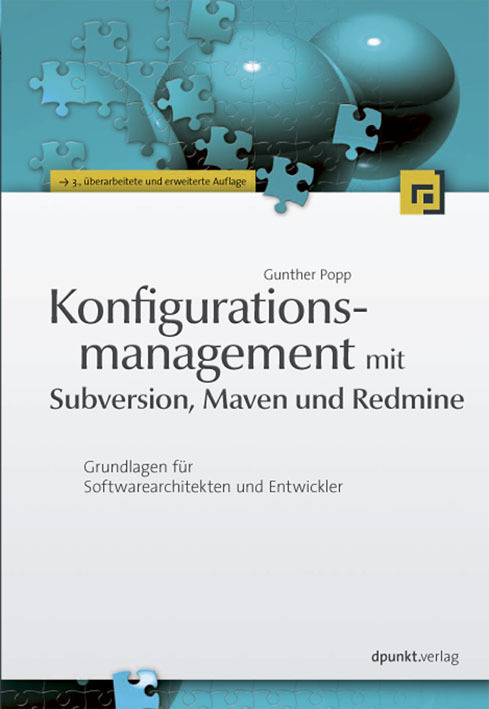 → 3., überarbeitete und erweiterte Auflage
Gunther Popp
Konfigurations-
management mit
Subversion, Maven und Redmine
Grundlagen für
Softwarearchitekten und Entwickler
dpunkt.verlag